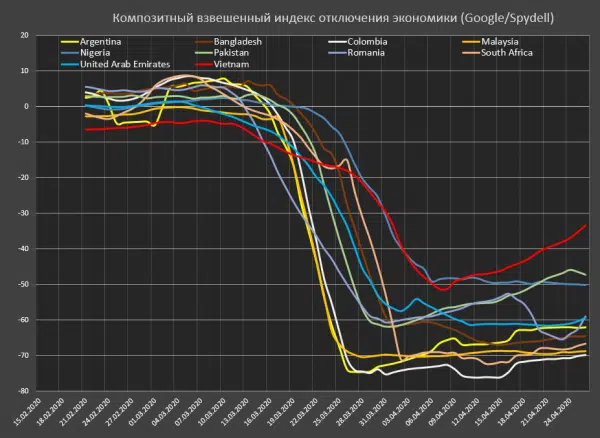 Композитный взвешенный индекс отключения экономики (Google/Spydell)
20
10
0
-10
-20
-30
-40
-50
-60
-70
-80
Argentina Bangladesh Colombia Malaysia
Nigeria Pakistan Romania South Africa
United Arab Emirates Vietnam
15.02.2020 18.02.2020 21.02.2020 24.02.2020 27.02.2020 01.03.2020 04.03.2020 07.03.2020 10.03.2020 13.03.2020 16.03.2020 19.03.2020 22.03.2020 25.03.2020 28.03.2020 31.03.2020 03.04.2020 06.04.2020 09.04.2020 12.04.2020 15.04.2020 18.04.2020 21.04.2020 24.04.2020